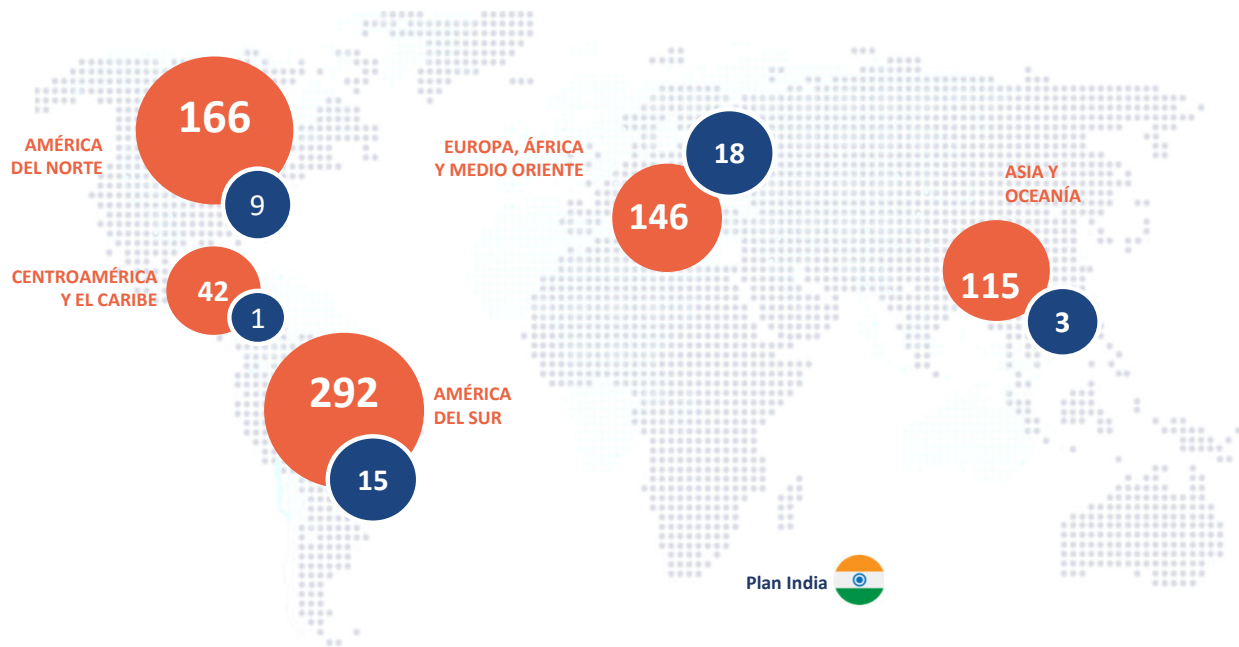 166
AMÉRICA
DEL NORTE
9
CENTROAMÉRICA
Y EL CARIBE
42
1
292
AMÉRICA
DEL SUR
15
EUROPA, ÁFRICA
Y MEDIO ORIENTE
18
146
ASIA Y
OCEANÍA
115
3
Plan India